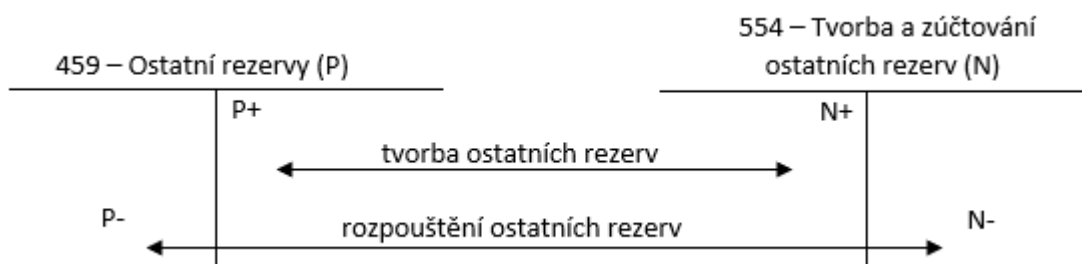 459 – Ostatní rezervy (P)
554 – Tvorba a zúčtování
ostatních rezerv (N)
P+
N+
tvorba ostatních rezerv
P-
rozpouštění ostatních rezerv
N-